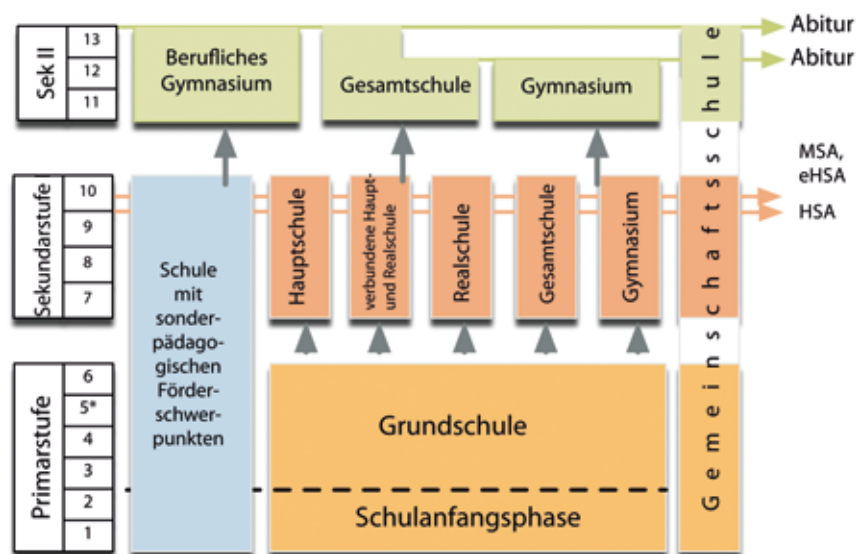 Sek II
13
12
11
Berufliches
Gymnasium
Gesamtschule
Gymnasium
Abitur
Abitur
Sekundarstufe I
10
9
8
7
Hauptschule
verbundene Haupt-
und Realschule
Realschule
Gesamtschule
Gymnasium
MSA,
eHSA
HSA
Schule
mit
sonder-
pädago-
gischen
Förder-
schwer-
punkten
Primarstufe
6
5*
4
3
2
1
Grundschule
Schulanfangsphase
Gemeinschaftsschule